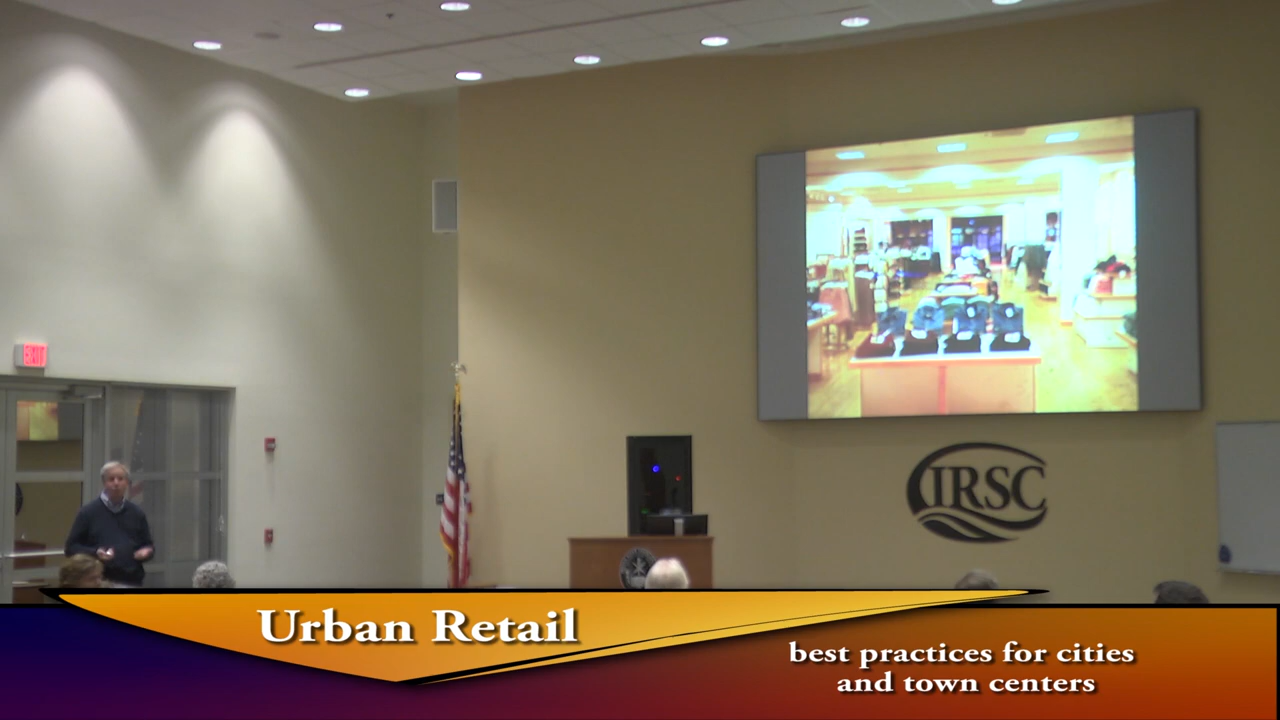 EXIT
IRSC
Urban Retail
best practices for cities
and town centers